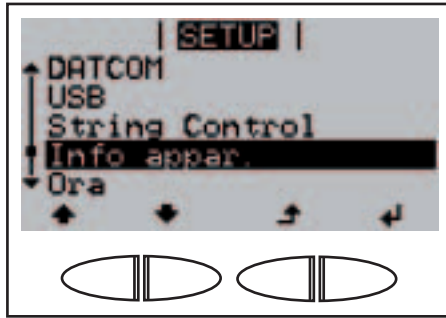 SETUP
DATCOM
USB
String Control
Info appar.
Ora